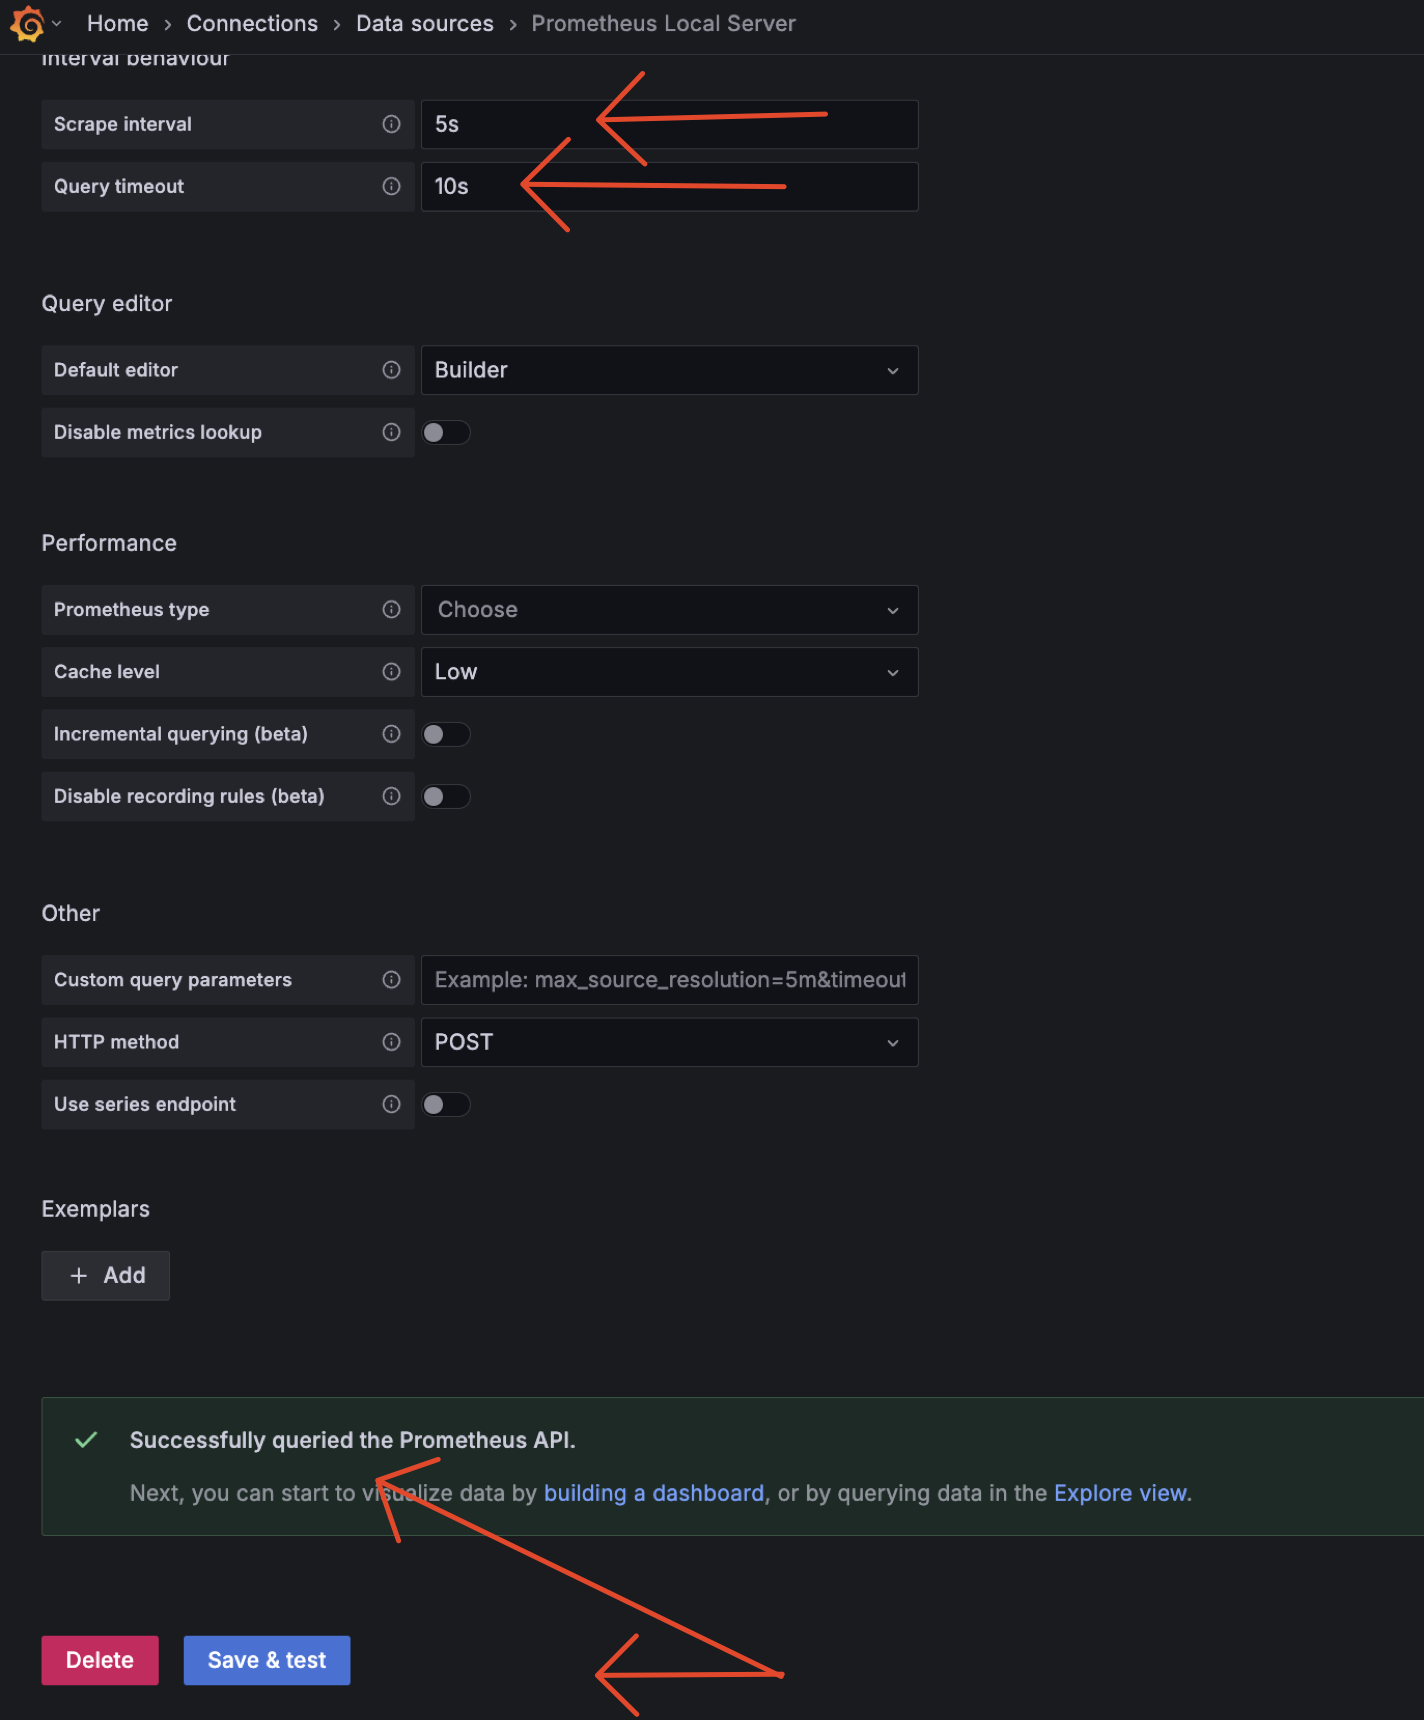 Home › Connections › Data sources › Prometheus Local Server
Interval behaviour
Scrape interval 5s
Query timeout 10s
Query editor
Default editor Builder
Disable metrics lookup
Performance
Prometheus type Choose
Cache level Low
Incremental querying (beta)
Disable recording rules (beta)
Other
Custom query parameters Example: max_source_resolution=5m&timeout
HTTP method POST
Use series endpoint
Exemplars
+ Add
Successfully queried the Prometheus API.
Next, you can start to visualize data by building a dashboard, or by querying data in the Explore view.
Delete Save & test